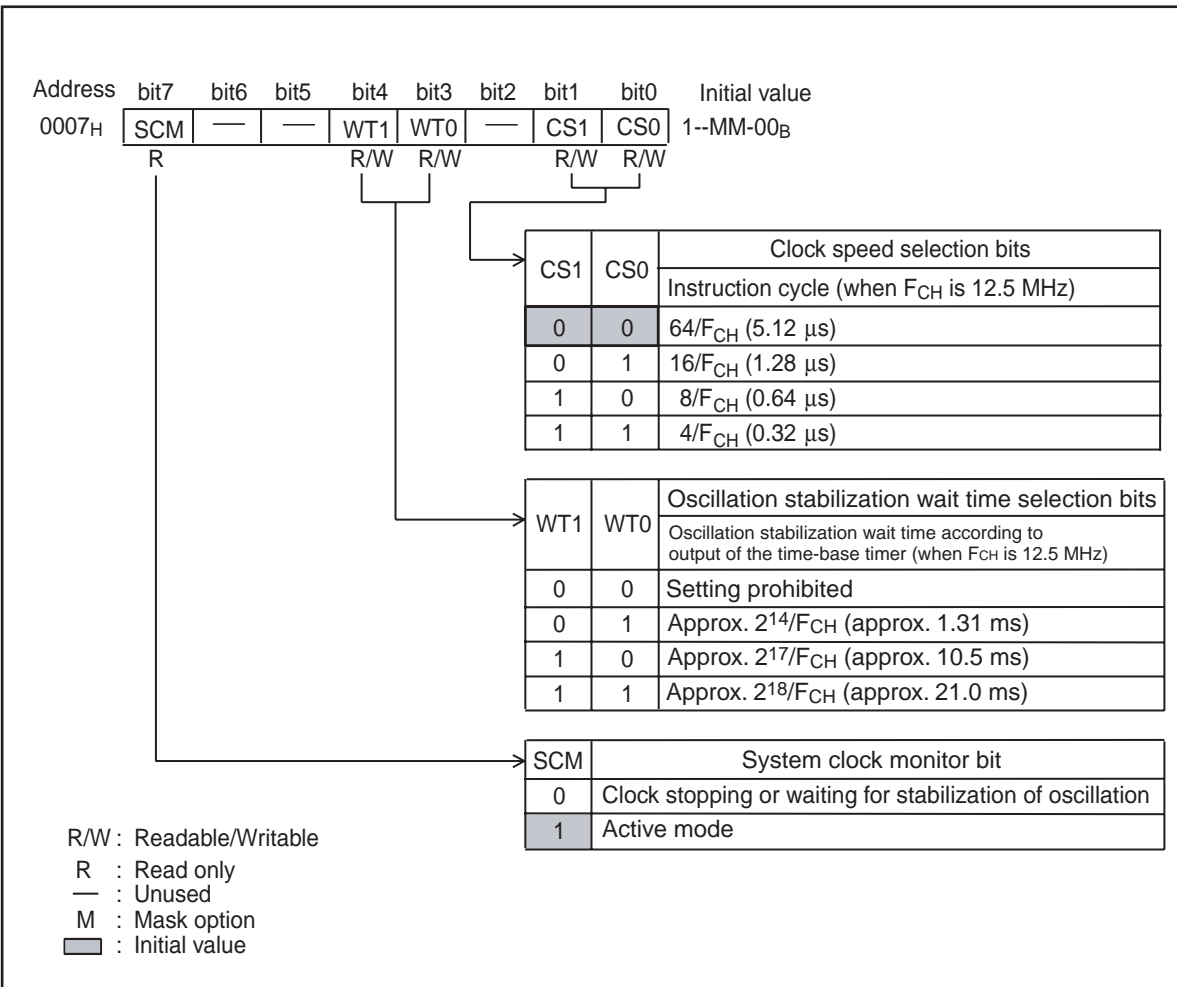 Address bit7 bit6 bit5 bit4 bit3 bit2 bit1 bit0 Initial value
0007H SCM — — WT1 WT0 — CS1 CS0 1--MM-00B
R R/W R/W R/W R/W
CS1 CS0 Clock speed selection bits
Instruction cycle (when FCH is 12.5 MHz)
0 0 64/FCH (5.12 μs)
0 1 16/FCH (1.28 μs)
1 0 8/FCH (0.64 μs)
1 1 4/FCH (0.32 μs)
WT1 WT0 Oscillation stabilization wait time selection bits
Oscillation stabilization wait time according to
output of the time-base timer (when FCH is 12.5 MHz)
0 0 Setting prohibited
0 1 Approx. 2¹⁴/FCH (approx. 1.31 ms)
1 0 Approx. 2¹⁷/FCH (approx. 10.5 ms)
1 1 Approx. 2¹⁸/FCH (approx. 21.0 ms)
SCM System clock monitor bit
0 Clock stopping or waiting for stabilization of oscillation
1 Active mode
R/W : Readable/Writable
R : Read only
— : Unused
M : Mask option
: Initial value